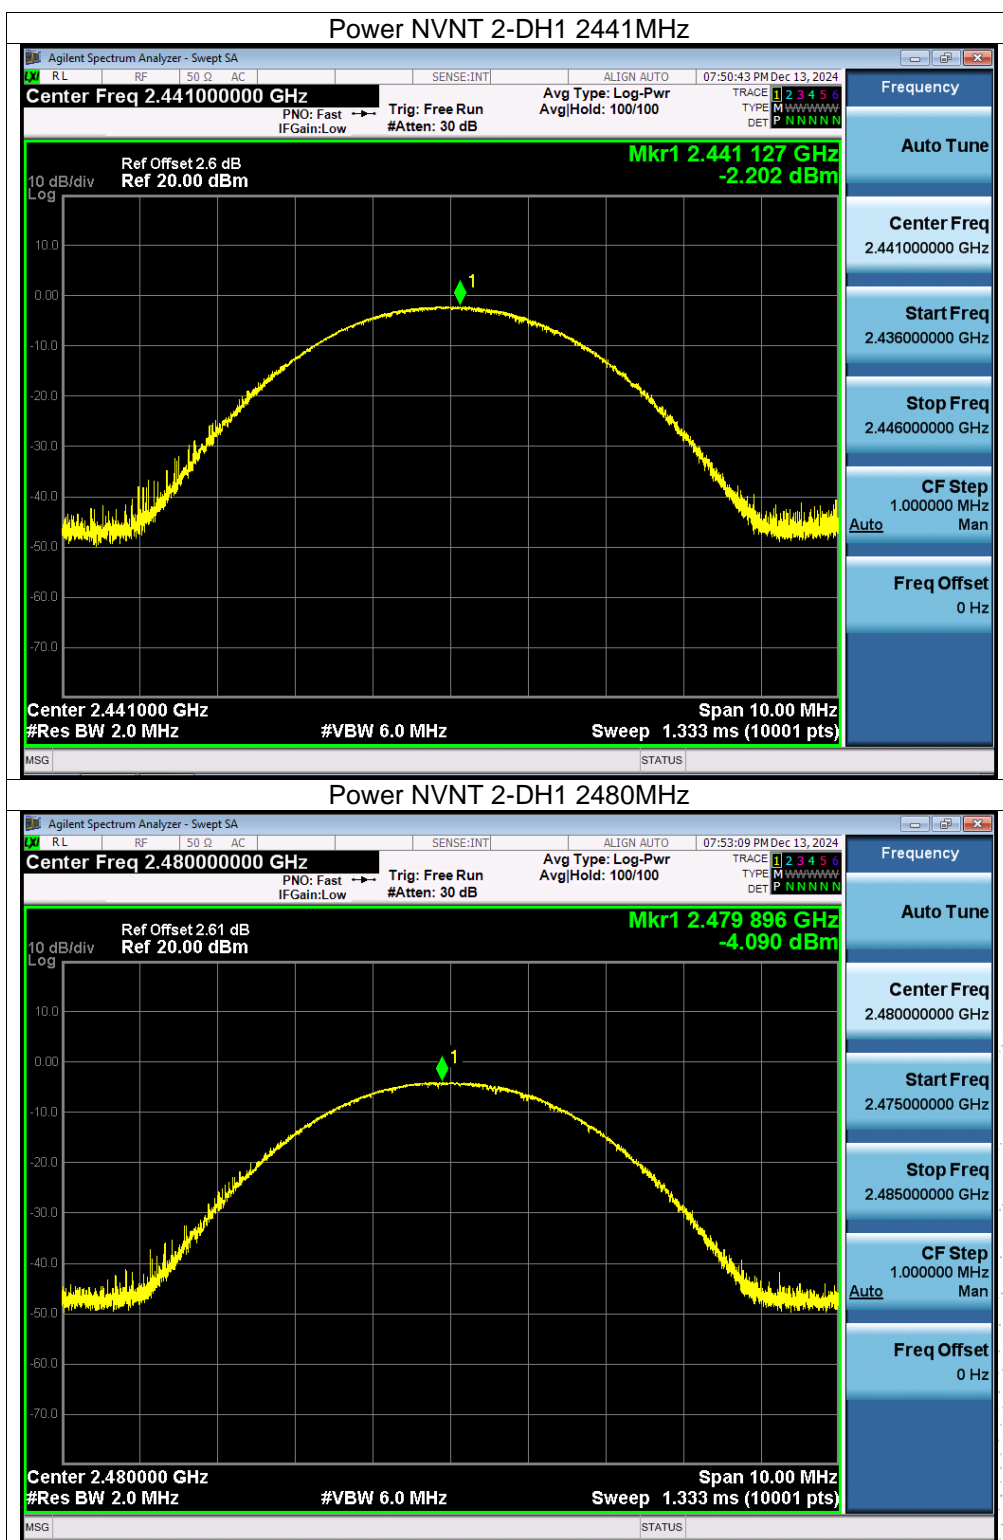 Power NVNT 2-DH1 2441MHz
Agilent Spectrum Analyzer - Swept SA
LXI RL RF 50 Ω AC SENSE:INT ALIGN AUTO 07:50:43 PM Dec 13, 2024
Center Freq 2.441000000 GHz
PNO: Fast
IFGain:Low
Trig: Free Run
#Atten: 30 dB
Avg Type: Log-Pwr
Avg|Hold: 100/100
TRACE 1 2 3 4 5 6
TYPE M WWWWW
DET P N N N N N
Mkr1 2.441 127 GHz
-2.202 dBm
Ref Offset 2.6 dB
10 dB/div Ref 20.00 dBm
Log
10.0
0.00
1
-10.0
-20.0
-30.0
-40.0
-50.0
-60.0
-70.0
Center 2.441000 GHz Span 10.00 MHz
#Res BW 2.0 MHz #VBW 6.0 MHz Sweep 1.333 ms (10001 pts)
MSG STATUS
Frequency
Auto Tune
Center Freq
2.441000000 GHz
Start Freq
2.436000000 GHz
Stop Freq
2.446000000 GHz
CF Step
1.000000 MHz
Auto Man
Freq Offset
0 Hz
Power NVNT 2-DH1 2480MHz
Agilent Spectrum Analyzer - Swept SA
LXI RL RF 50 Ω AC SENSE:INT ALIGN AUTO 07:53:09 PM Dec 13, 2024
Center Freq 2.480000000 GHz
PNO: Fast
IFGain:Low
Trig: Free Run
#Atten: 30 dB
Avg Type: Log-Pwr
Avg|Hold: 100/100
TRACE 1 2 3 4 5 6
TYPE M WWWWW
DET P N N N N N
Mkr1 2.479 896 GHz
-4.090 dBm
Ref Offset 2.61 dB
10 dB/div Ref 20.00 dBm
Log
10.0
0.00
1
-10.0
-20.0
-30.0
-40.0
-50.0
-60.0
-70.0
Center 2.480000 GHz Span 10.00 MHz
#Res BW 2.0 MHz #VBW 6.0 MHz Sweep 1.333 ms (10001 pts)
MSG STATUS
Frequency
Auto Tune
Center Freq
2.480000000 GHz
Start Freq
2.475000000 GHz
Stop Freq
2.485000000 GHz
CF Step
1.000000 MHz
Auto Man
Freq Offset
0 Hz